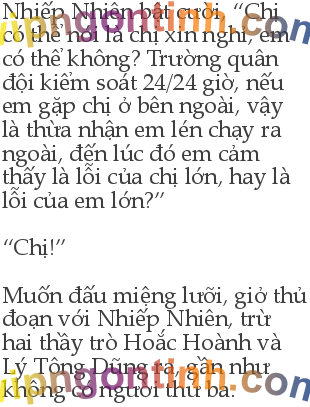 Nhiếp Nhiên bật cười, “Chị
có thể nói ra chị xin nghỉ, em
có thể không? Trường quân
đội kiểm soát 24/24 giờ, nếu
em gặp chị ở bên ngoài, vậy
là thừa nhận em lén chạy ra
ngoài, đến lúc đó em cảm
thấy là lỗi của chị lớn, hay là
lỗi của em lớn?”
“Chị!”
Muốn đấu miệng lưỡi, giở thủ
đoạn với Nhiếp Nhiên, trừ
hai thầy trò Hoắc Hoành và
Lý Tông Dũng ra, gần như
không có người thứ ba.
vipngontinh.com
vipngontinh.com